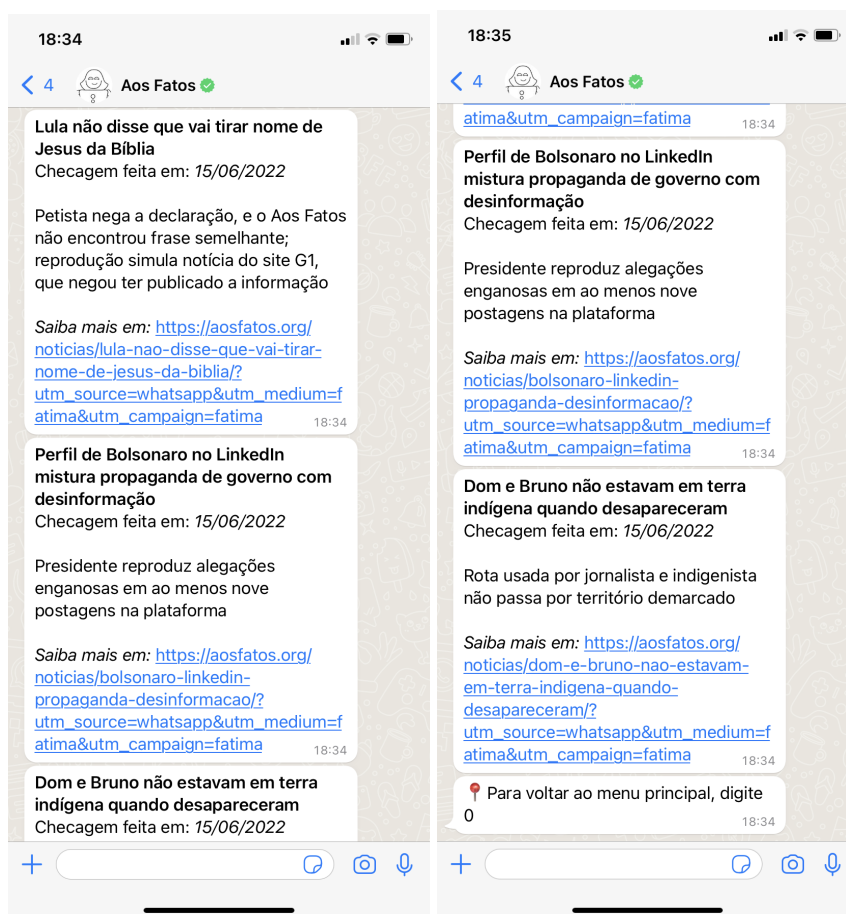 18:34
4
Aos Fatos
Lula não disse que vai tirar nome de
Jesus da Bíblia
Checagem feita em: 15/06/2022
Petista nega a declaração, e o Aos Fatos
não encontrou frase semelhante;
reprodução simula notícia do site G1,
que negou ter publicado a informação
Saiba mais em: https://aosfatos.org/
noticias/lula-nao-disse-que-vai-tirar-
nome-de-jesus-da-biblia/?
utm_source=whatsapp&utm_medium=f
atima&utm_campaign=fatima
18:34
Perfil de Bolsonaro no LinkedIn
mistura propaganda de governo com
desinformação
Checagem feita em: 15/06/2022
Presidente reproduz alegações
enganosas em ao menos nove
postagens na plataforma
Saiba mais em: https://aosfatos.org/
noticias/bolsonaro-linkedin-
propaganda-desinformacao/?
utm_source=whatsapp&utm_medium=f
atima&utm_campaign=fatima
18:34
Dom e Bruno não estavam em terra
indígena quando desapareceram
Checagem feita em: 15/06/2022
18:35
4
Aos Fatos
atima&utm_campaign=fatima
18:34
Perfil de Bolsonaro no LinkedIn
mistura propaganda de governo com
desinformação
Checagem feita em: 15/06/2022
Presidente reproduz alegações
enganosas em ao menos nove
postagens na plataforma
Saiba mais em: https://aosfatos.org/
noticias/bolsonaro-linkedin-
propaganda-desinformacao/?
utm_source=whatsapp&utm_medium=f
atima&utm_campaign=fatima
18:34
Dom e Bruno não estavam em terra
indígena quando desapareceram
Checagem feita em: 15/06/2022
Rota usada por jornalista e indigenista
não passa por território demarcado
Saiba mais em: https://aosfatos.org/
noticias/dom-e-bruno-nao-estavam-
em-terra-indigena-quando-
desapareceram/?
utm_source=whatsapp&utm_medium=f
atima&utm_campaign=fatima
18:34
📍 Para voltar ao menu principal, digite
0
18:34